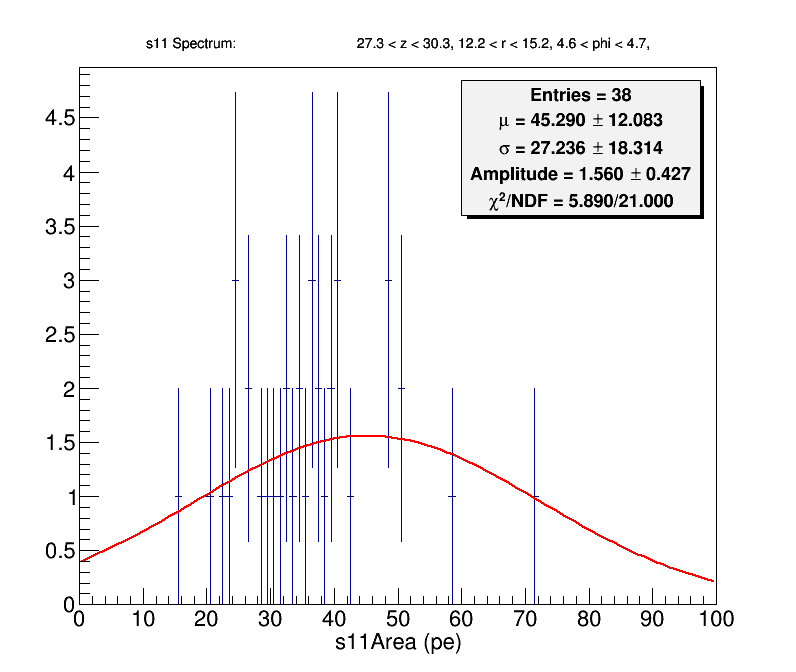 s11 Spectrum: 27.3 < z < 30.3, 12.2 < r < 15.2, 4.6 < phi < 4.7,
Entries = 38
μ = 45.290 ± 12.083
σ = 27.236 ± 18.314
Amplitude = 1.560 ± 0.427
χ²/NDF = 5.890/21.000
4.5
4
3.5
3
2.5
2
1.5
1
0.5
0
0 10 20 30 40 50 60 70 80 90 100
s11Area (pe)